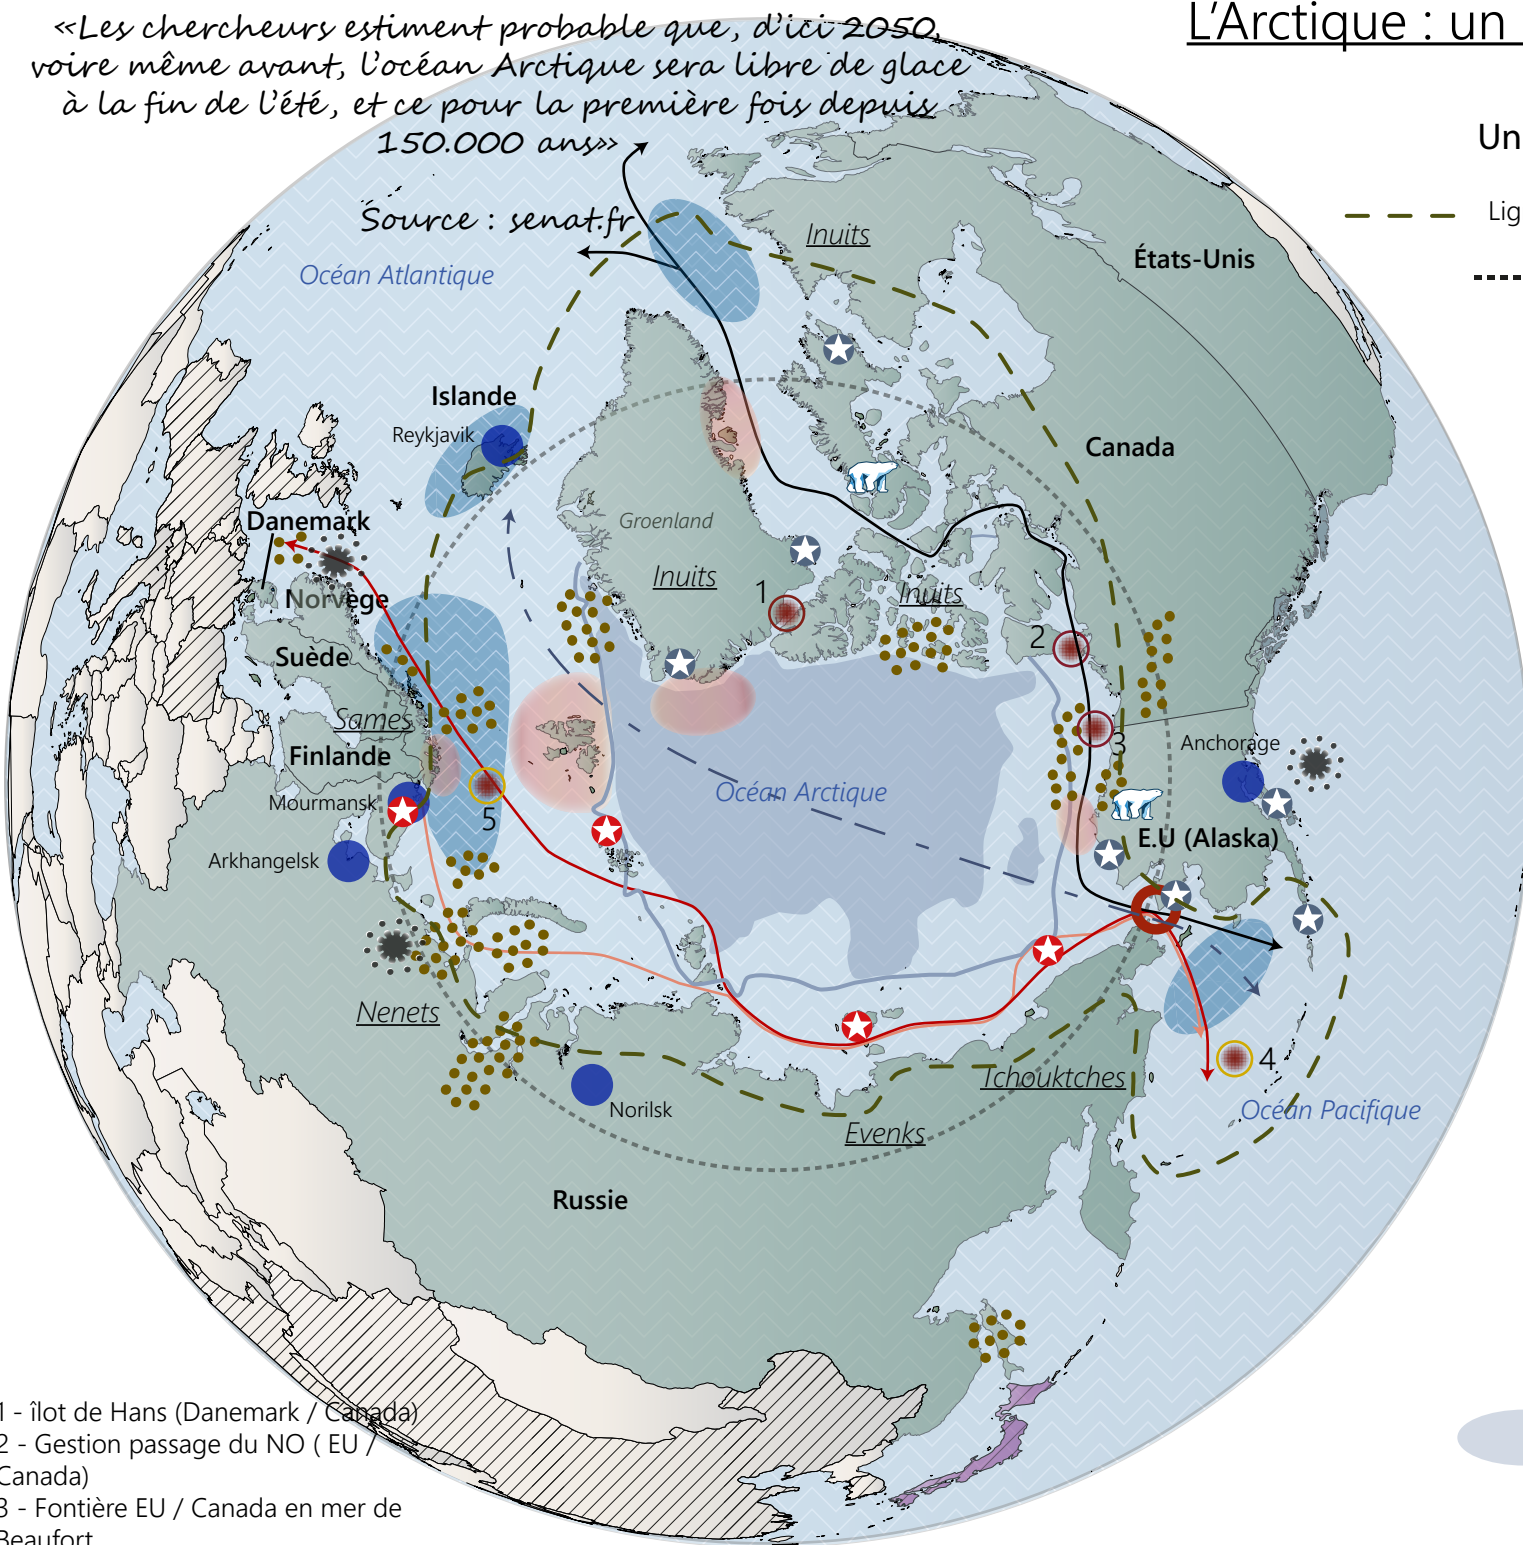 «Les chercheurs estiment probable que, d'ici 2050,
voire même avant, l'océan Arctique sera libre de glace
à la fin de l'été, et ce pour la première fois depuis
150.000 ans»
Source : senat.fr
L'Arctique : un
Un
Lig
Océan Atlantique
Inuits
États-Unis
Islande
Reykjavik
Canada
Danemark
Groenland
Inuits
Inuits
Norvège
1
2
Suède
Sames
3
Finlande
Anchorage
Mourmansk
Océan Arctique
5
E.U (Alaska)
Arkhangelsk
Nenets
4
Tchouktches
Norilsk
Océan Pacifique
Evenks
Russie
1 - îlot de Hans (Danemark / Canada)
2 - Gestion passage du NO ( EU /
Canada)
3 - Fontière EU / Canada en mer de
Beaufort